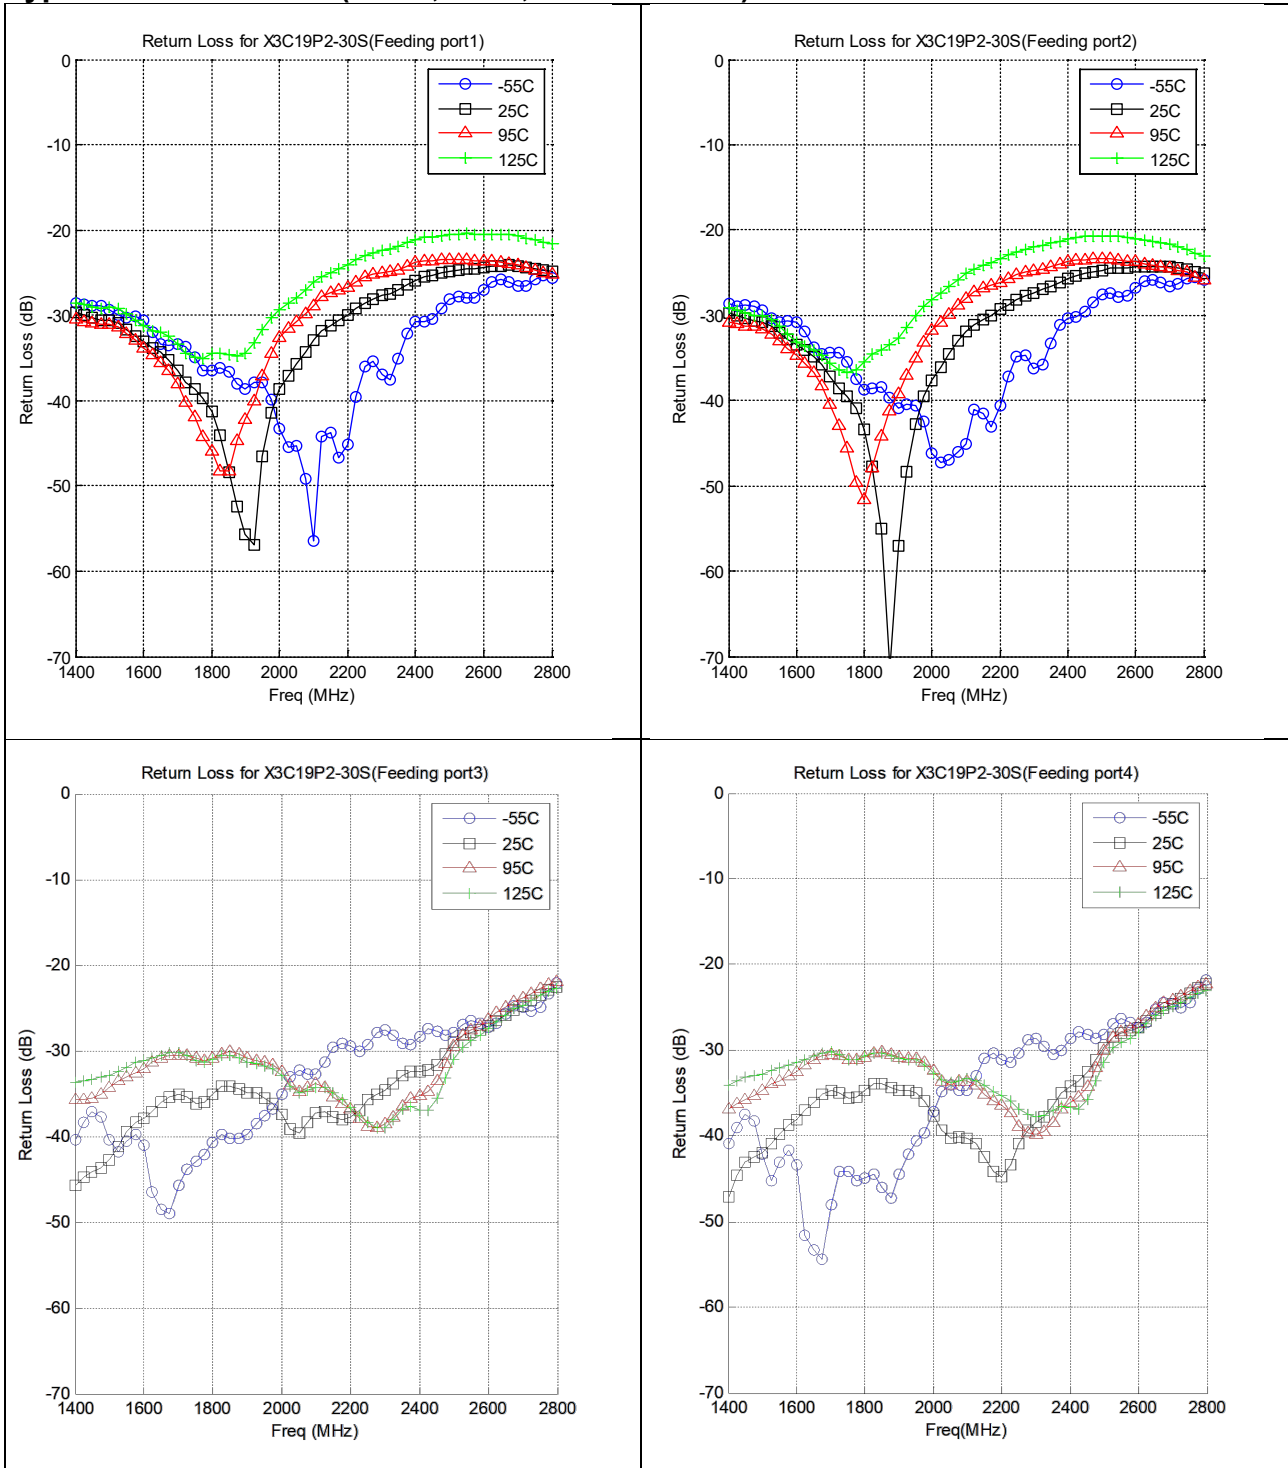 Return Loss for X3C19P2-30S(Feeding port1)
0
-10
-20
-30
-40
-50
-60
-70
Return Loss (dB)
-55C
25C
95C
125C
1400 1600 1800 2000 2200 2400 2600 2800
Freq (MHz)
Return Loss for X3C19P2-30S(Feeding port2)
0
-10
-20
-30
-40
-50
-60
-70
Return Loss (dB)
-55C
25C
95C
125C
1400 1600 1800 2000 2200 2400 2600 2800
Freq (MHz)
Return Loss for X3C19P2-30S(Feeding port3)
0
-10
-20
-30
-40
-50
-60
-70
Return Loss (dB)
-55C
25C
95C
125C
1400 1600 1800 2000 2200 2400 2600 2800
Freq (MHz)
Return Loss for X3C19P2-30S(Feeding port4)
0
-10
-20
-30
-40
-50
-60
-70
Return Loss (dB)
-55C
25C
95C
125C
1400 1600 1800 2000 2200 2400 2600 2800
Freq(MHz)